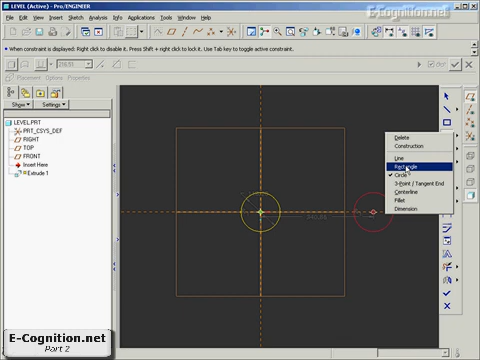 LEVEL (Active) - Pro/ENGINEER
E-Cognition.net
File Edit View Insert Sketch Analysis Info Applications Tools Window Help
• When constraint is displayed: Right click to disable it. Press Shift + right click to lock it. Use Tab key to toggle active constraint.
Placement Options Properties
Show Settings
LEVEL.PRT
PRT_CSYS_DEF
RIGHT
TOP
FRONT
Insert Here
Extrude 1
Delete
Construction
Line
Rectangle
Circle
3-Point / Tangent End
Centerline
Fillet
Dimension
E-Cognition.net
Part 2